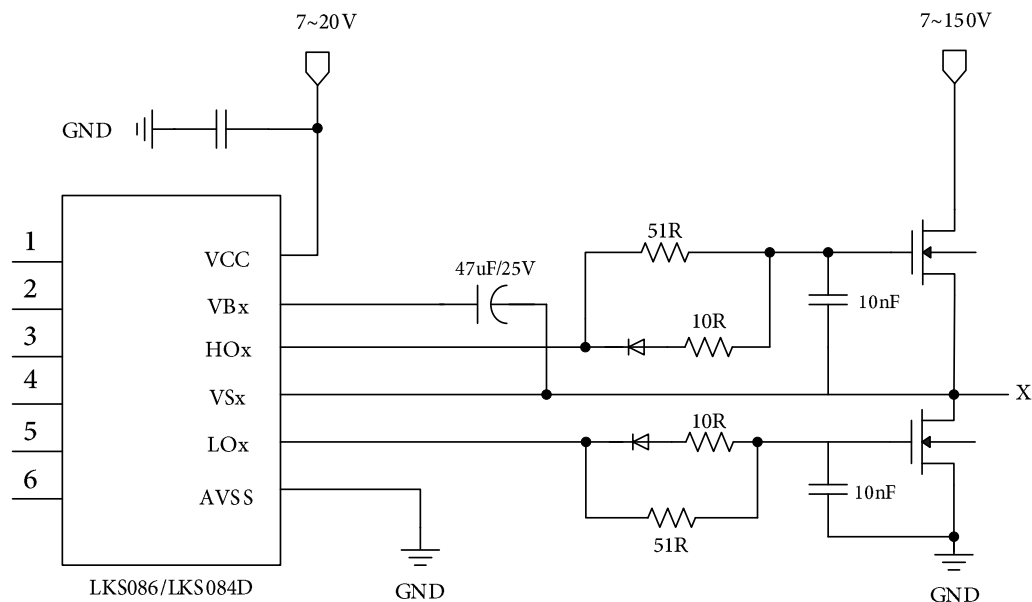 7~20V
7~150V
GND
1
2
3
4
5
6
VCC
VBx
HOx
VSx
LOx
AVSS
47uF/25V
51R
10R
10nF
X
10R
10nF
51R
LKS086/LKS084D
GND
GND